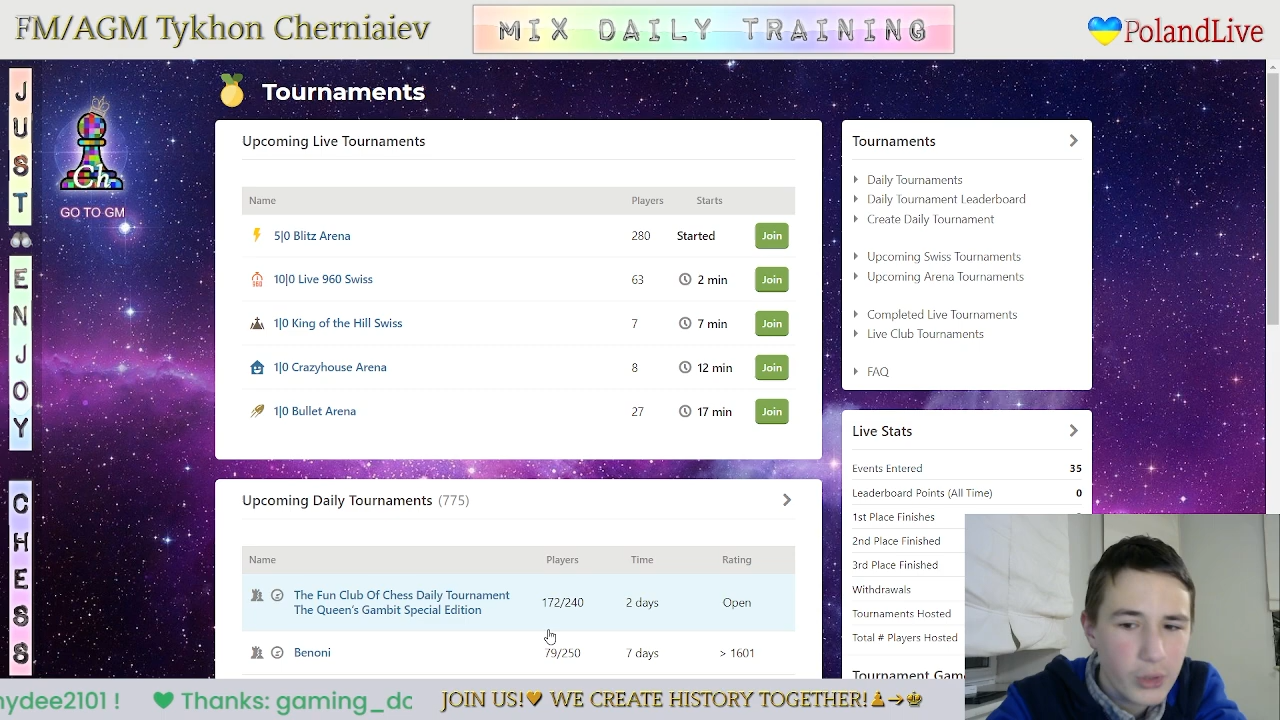 FM/AGM Tykhon Cherniaiev
MIX DAILY TRAINING
PolandLive
JUST
ENJOY
CHESS
Ch
GO TO GM
Tournaments
Upcoming Live Tournaments
Name Players Starts
5|0 Blitz Arena 280 Started Join
10|0 Live 960 Swiss 63 2 min Join
1|0 King of the Hill Swiss 7 7 min Join
1|0 Crazyhouse Arena 8 12 min Join
1|0 Bullet Arena 27 17 min Join
Upcoming Daily Tournaments (775)
Name Players Time Rating
The Fun Club Of Chess Daily Tournament
The Queen's Gambit Special Edition 172/240 2 days Open
Benoni 79/250 7 days > 1601
Tournaments
Daily Tournaments
Daily Tournament Leaderboard
Create Daily Tournament
Upcoming Swiss Tournaments
Upcoming Arena Tournaments
Completed Live Tournaments
Live Club Tournaments
FAQ
Live Stats
Events Entered 35
Leaderboard Points (All Time) 0
1st Place Finishes
2nd Place Finished
3rd Place Finished
Withdrawals
Tournaments Hosted
Total # Players Hosted
Tournament Gam
ydee2101 !
Thanks: gaming_dc
JOIN US! WE CREATE HISTORY TOGETHER!